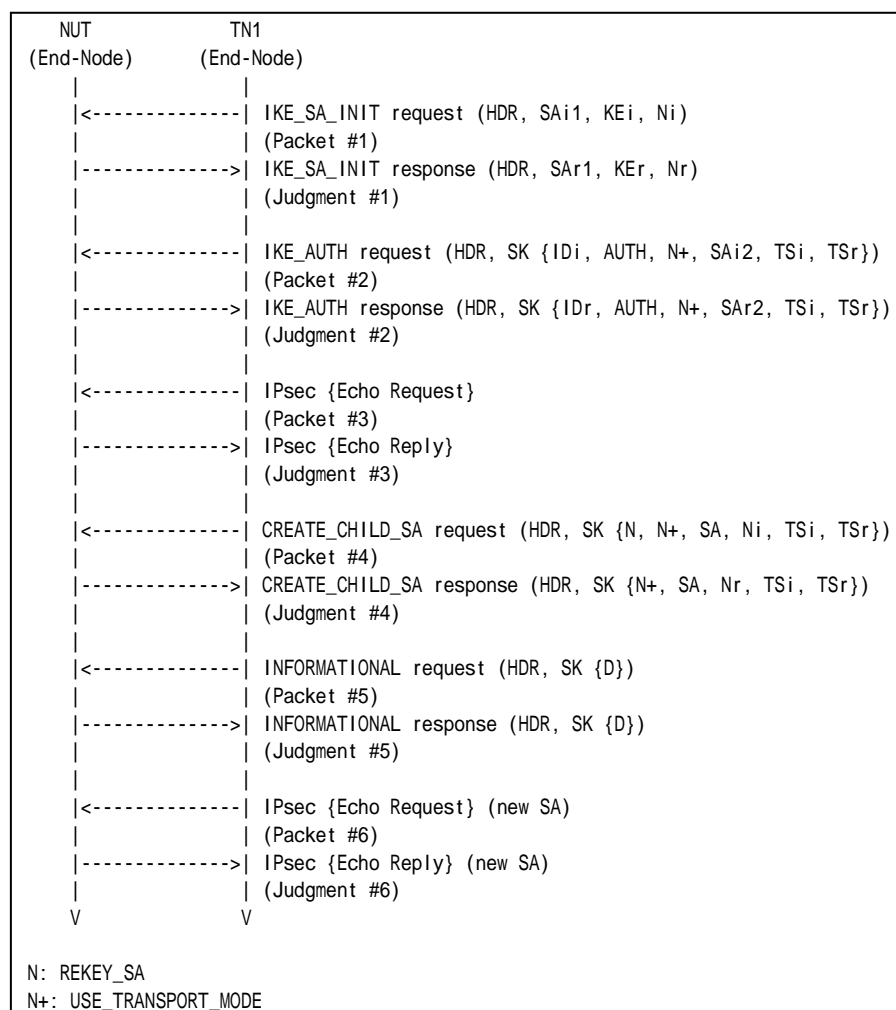 NUT TN1
(End-Node) (End-Node)
| |
|<--------------| IKE_SA_INIT request (HDR, SAi1, KEi, Ni)
| | (Packet #1)
|-------------->| IKE_SA_INIT response (HDR, SAr1, KEr, Nr)
| | (Judgment #1)
| |
|<--------------| IKE_AUTH request (HDR, SK {IDi, AUTH, N+, SAi2, TSi, TSr})
| | (Packet #2)
|-------------->| IKE_AUTH response (HDR, SK {IDr, AUTH, N+, SAr2, TSi, TSr})
| | (Judgment #2)
| |
|<--------------| IPsec {Echo Request}
| | (Packet #3)
|-------------->| IPsec {Echo Reply}
| | (Judgment #3)
| |
|<--------------| CREATE_CHILD_SA request (HDR, SK {N, N+, SA, Ni, TSi, TSr})
| | (Packet #4)
|-------------->| CREATE_CHILD_SA response (HDR, SK {N+, SA, Nr, TSi, TSr})
| | (Judgment #4)
| |
|<--------------| INFORMATIONAL request (HDR, SK {D})
| | (Packet #5)
|-------------->| INFORMATIONAL response (HDR, SK {D})
| | (Judgment #5)
| |
|<--------------| IPsec {Echo Request} (new SA)
| | (Packet #6)
|-------------->| IPsec {Echo Reply} (new SA)
| | (Judgment #6)
V V
N: REKEY_SA
N+: USE_TRANSPORT_MODE